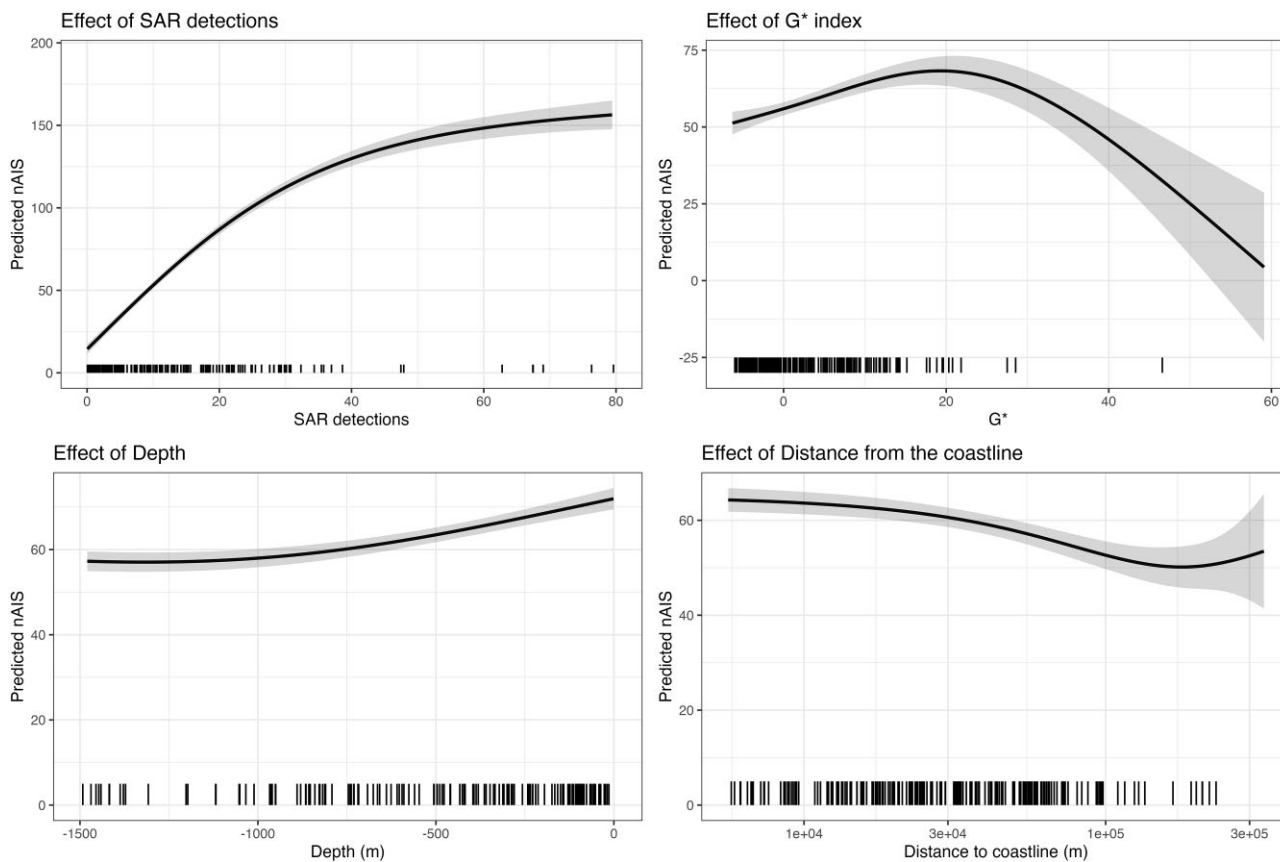 Effect of SAR detections
200
150
100
50
0
Predicted nAIS
0 20 40 60 80
SAR detections
Effect of G* index
75
50
25
0
-25
Predicted nAIS
0 20 40 60
G*
Effect of Depth
60
40
20
0
Predicted nAIS
-1500 -1000 -500 0
Depth (m)
Effect of Distance from the coastline
60
40
20
0
Predicted nAIS
1e+04 3e+04 1e+05 3e+05
Distance to coastline (m)